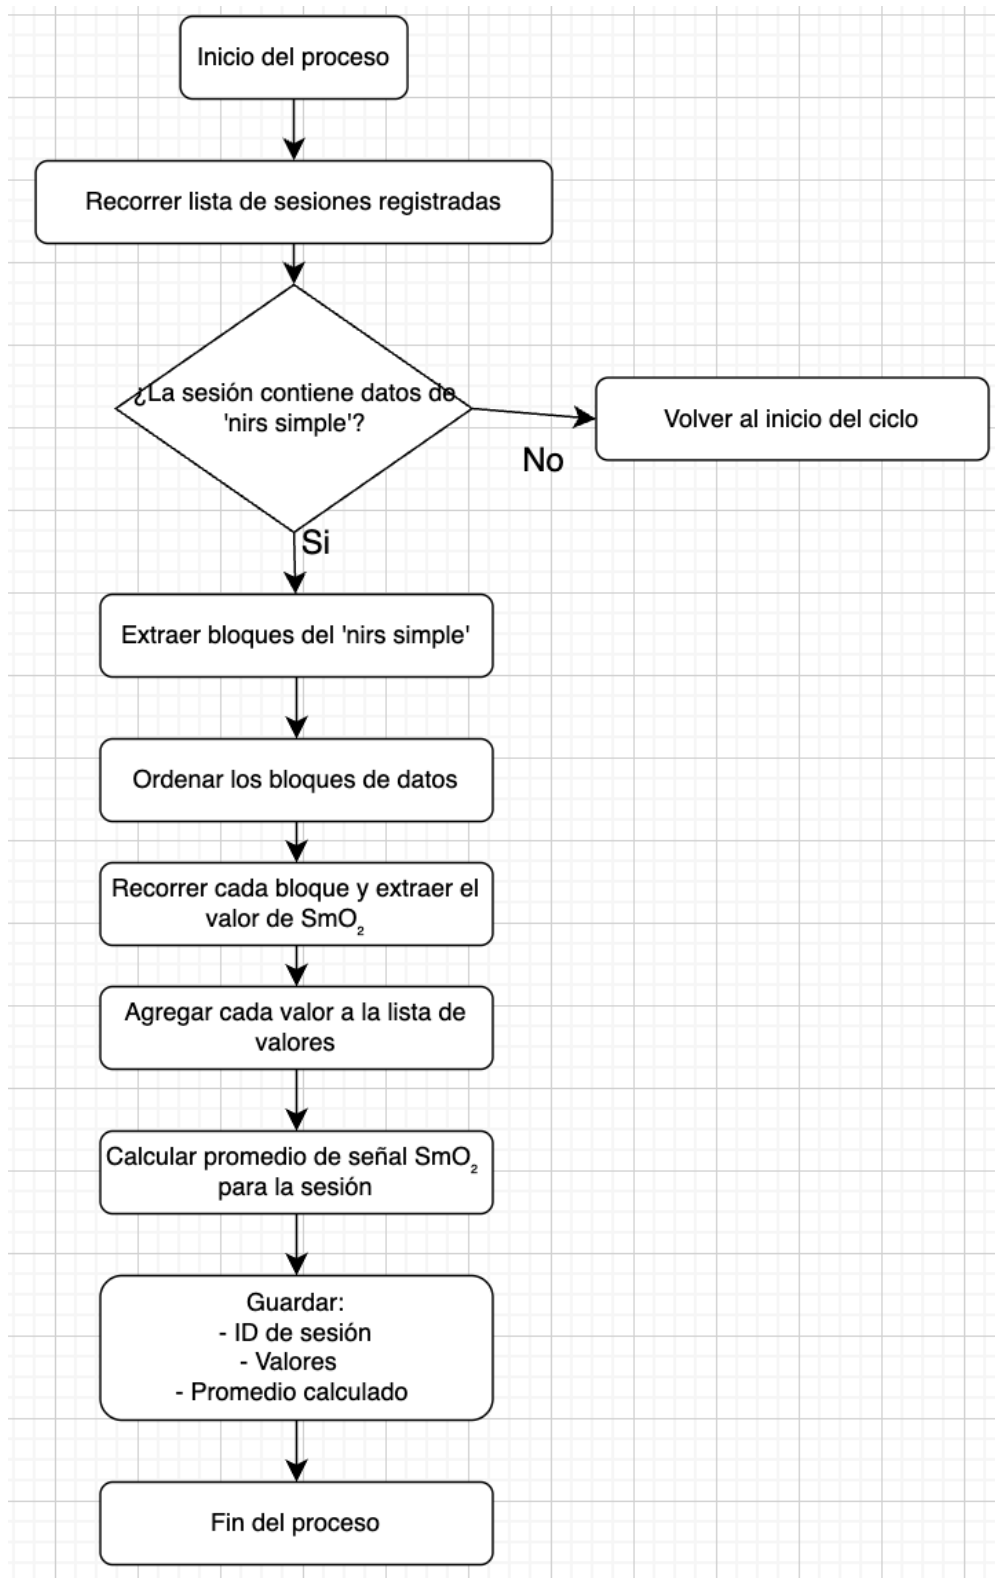 Inicio del proceso
Recorrer lista de sesiones registradas
¿La sesión contiene datos de
'nirs simple'?
No
Volver al inicio del ciclo
Si
Extraer bloques del 'nirs simple'
Ordenar los bloques de datos
Recorrer cada bloque y extraer el
valor de SmO₂
Agregar cada valor a la lista de
valores
Calcular promedio de señal SmO₂
para la sesión
Guardar:
- ID de sesión
- Valores
- Promedio calculado
Fin del proceso